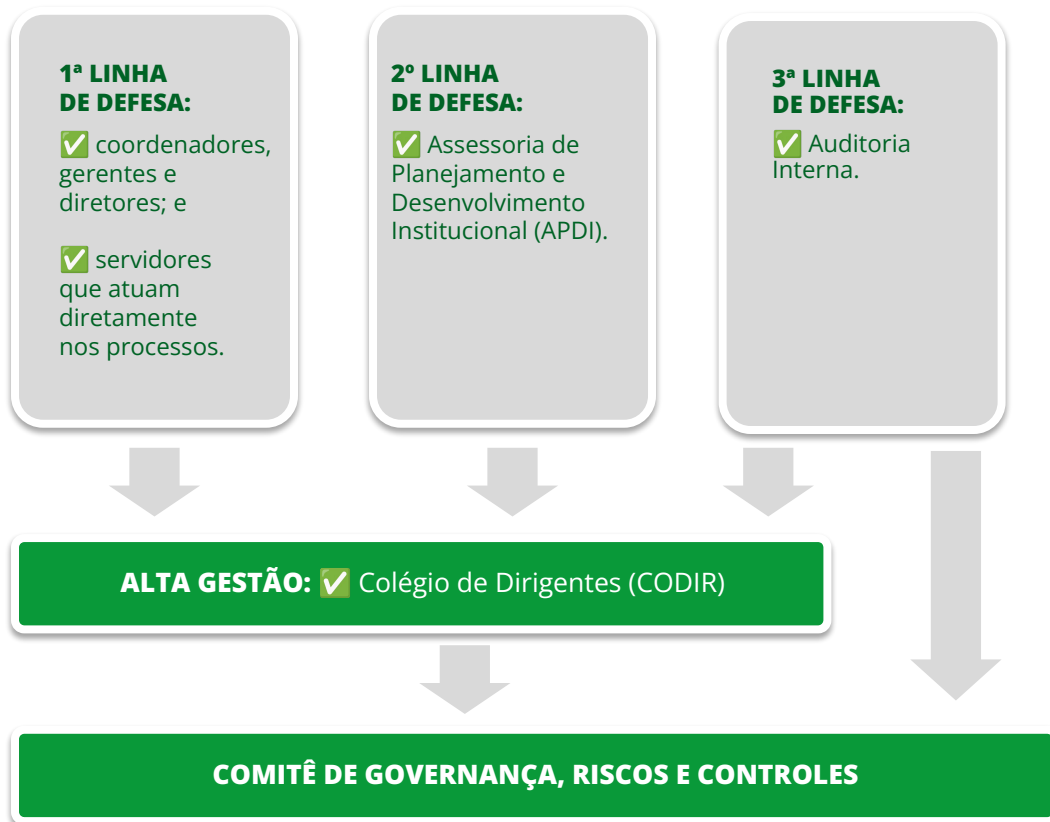 1ª LINHA
DE DEFESA:
✅ coordenadores,
gerentes e
diretores; e
✅ servidores
que atuam
diretamente
nos processos.
2º LINHA
DE DEFESA:
✅ Assessoria de
Planejamento e
Desenvolvimento
Institucional (APDI).
3ª LINHA
DE DEFESA:
✅ Auditoria
Interna.
ALTA GESTÃO: ✅ Colégio de Dirigentes (CODIR)
COMITÊ DE GOVERNANÇA, RISCOS E CONTROLES